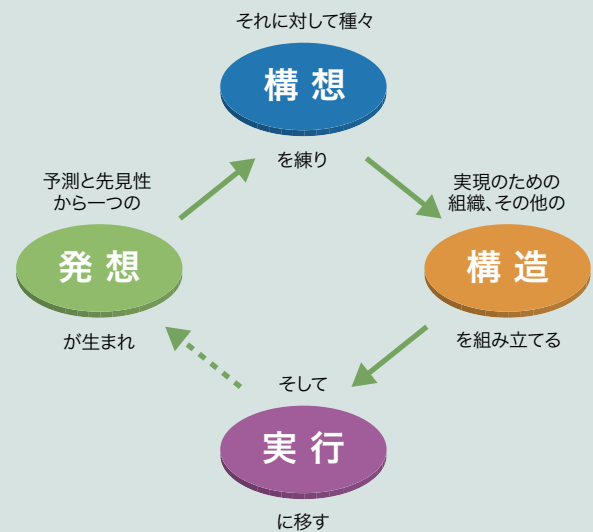 予測と先見性
から一つの
発想
が生まれ
それに対して種々
構想
を練り
実現のための
組織、その他の
構造
を組み立てる
そして
実行
に移す